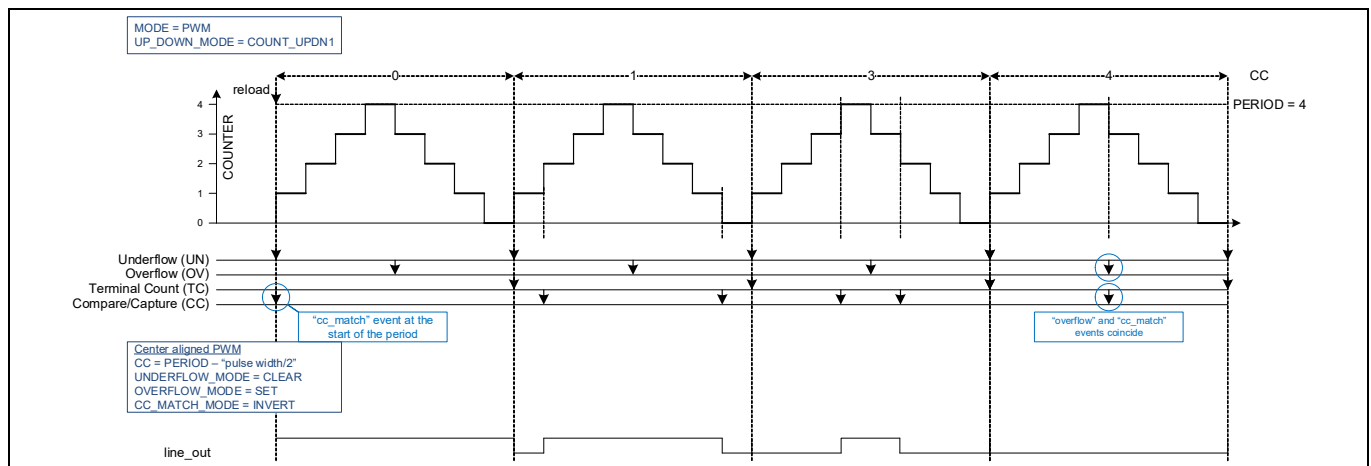 MODE = PWM
UP_DOWN_MODE = COUNT_UPDN1
0 1 3 4 CC
reload
4
PERIOD = 4
3
COUNTER
2
1
0
Underflow (UN)
Overflow (OV)
Terminal Count (TC)
Compare/Capture (CC)
“cc_match” event at the
start of the period
“overflow” and “cc_match”
events coincide
Center aligned PWM
CC = PERIOD – “pulse width/2”
UNDERFLOW_MODE = CLEAR
OVERFLOW_MODE = SET
CC_MATCH_MODE = INVERT
line_out